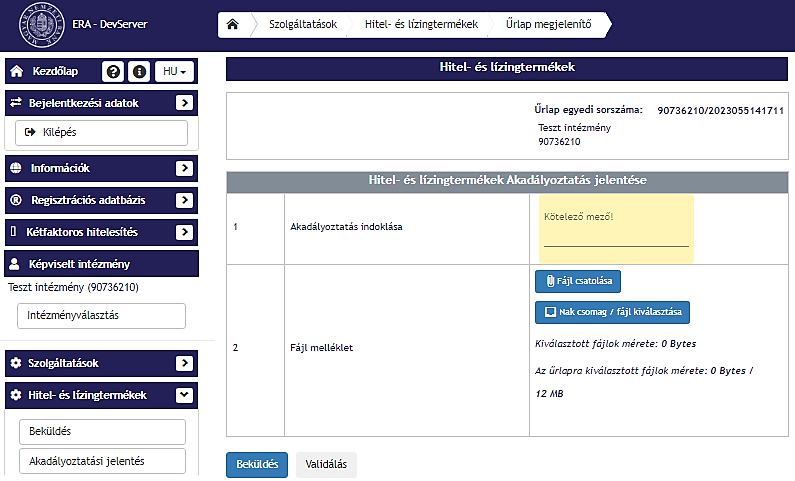 MAGYAR NEMZETI BANK
ERA - DevServer
Szolgáltatások
Hitel- és lízingtermékek
Űrlap megjelenítő
Kezdőlap
HU
Bejelentkezési adatok
Kilépés
Információk
Regisztrációs adatbázis
Kétfaktoros hitelesítés
Képviselt intézmény
Teszt intézmény (90736210)
Intézményválasztás
Szolgáltatások
Hitel- és lízingtermékek
Beküldés
Akadályoztatási jelentés
Hitel- és lízingtermékek
Űrlap egyedi sorszáma: 90736210/2023055141711
Teszt intézmény
90736210
Hitel- és lízingtermékek Akadályoztatás jelentése
1 Akadályoztatás indoklása
Kötelező mező!
2 Fájl melléklet
Fájl csatolása
Nak csomag / fájl kiválasztása
Kiválasztott fájlok mérete: 0 Bytes
Az űrlapra kiválasztott fájlok mérete: 0 Bytes /
12 MB
Beküldés
Validálás